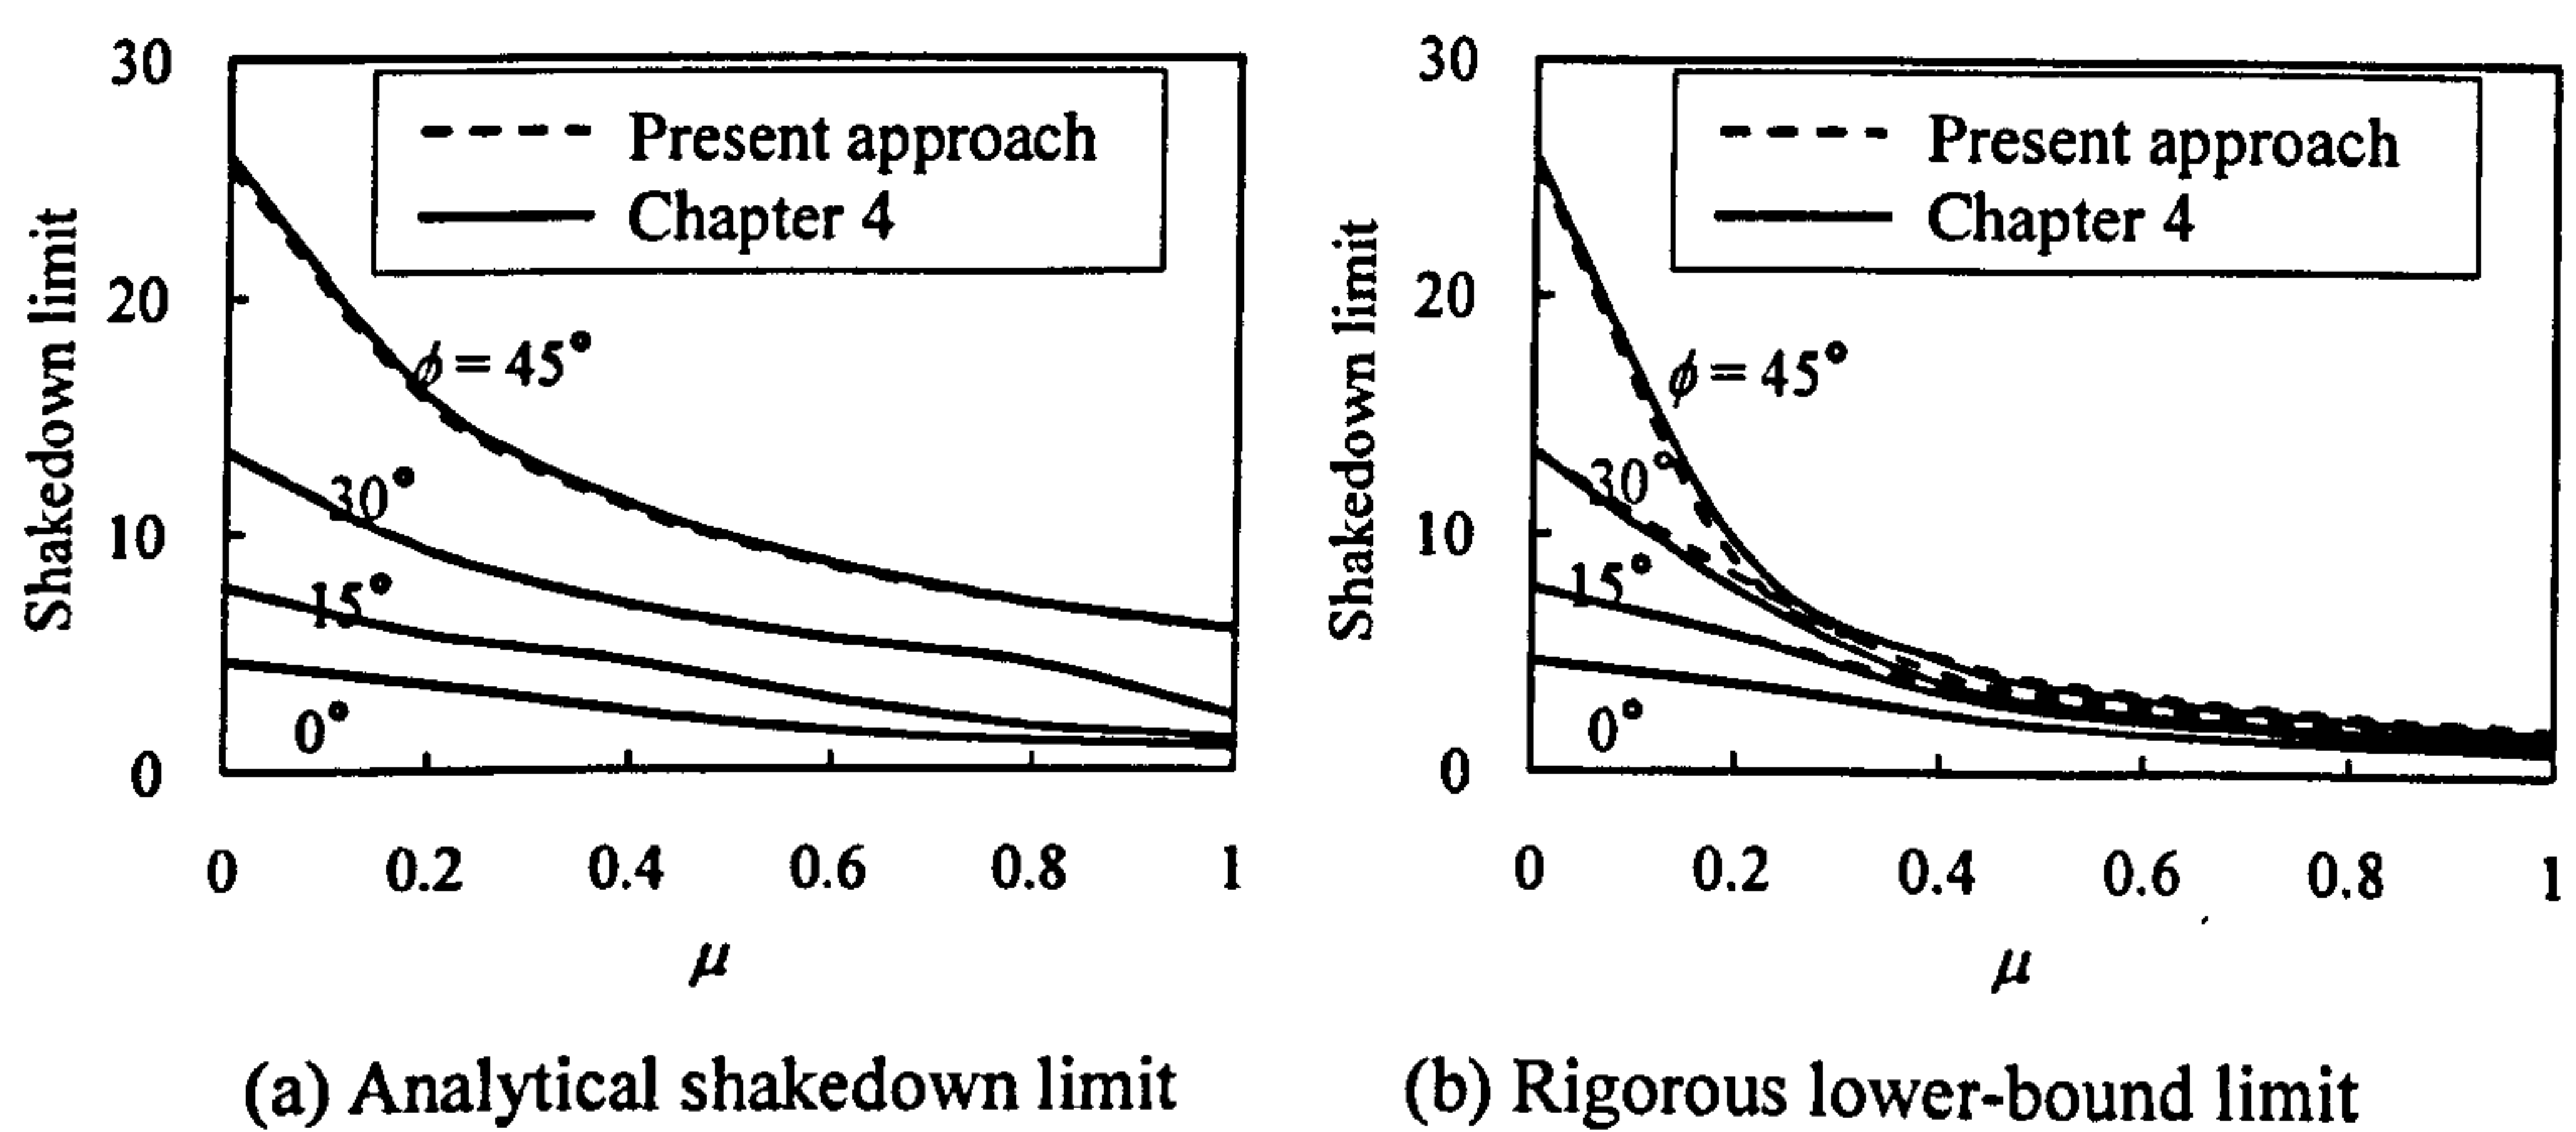 30
Present approach
Chapter 4
20
10
0
Shakedown limit
ϕ = 45°
30°
15°
0°
0 0.2 0.4 0.6 0.8 1
μ
(a) Analytical shakedown limit
30
Present approach
Chapter 4
20
10
0
Shakedown limit
ϕ = 45°
30°
15°
0°
0 0.2 0.4 0.6 0.8 1
μ
(b) Rigorous lower-bound limit